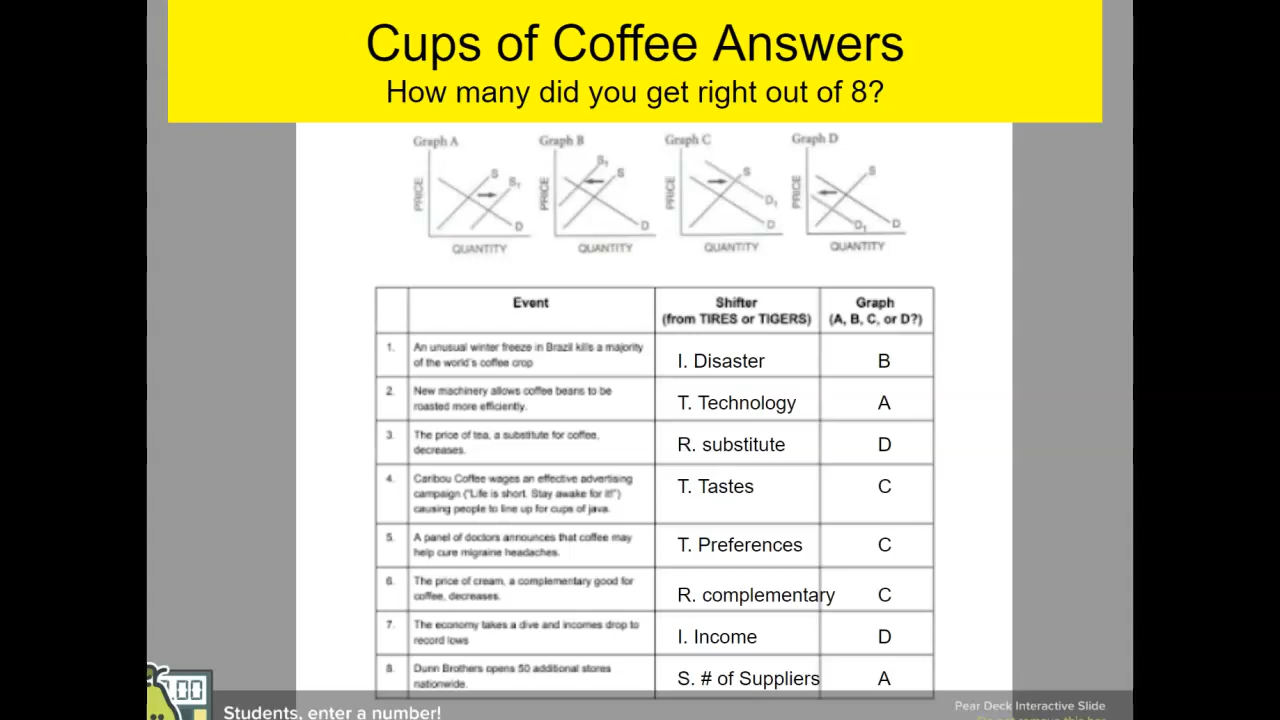 Cups of Coffee Answers
How many did you get right out of 8?
Graph A
Graph B
Graph C
Graph D
PRICE
S
S1
D
QUANTITY
PRICE
S1
S
D
QUANTITY
PRICE
S
D1
D
QUANTITY
PRICE
S
D1
D
QUANTITY
Event
Shifter
(from TIRES or TIGERS)
Graph
(A, B, C, or D?)
1.
An unusual winter freeze in Brazil kills a majority
of the world's coffee crop
I. Disaster
B
2.
New machinery allows coffee beans to be
roasted more efficiently.
T. Technology
A
3.
The price of tea, a substitute for coffee,
decreases.
R. substitute
D
4.
Caribou Coffee wages an effective advertising
campaign ("Life is short. Stay awake for it!")
causing people to line up for cups of java.
T. Tastes
C
5.
A panel of doctors announces that coffee may
help cure migraine headaches.
T. Preferences
C
6.
The price of cream, a complementary good for
coffee, decreases.
R. complementary
C
7.
The economy takes a dive and incomes drop to
record lows
I. Income
D
8.
Dunn Brothers opens 50 additional stores
nationwide.
S. # of Suppliers
A
Students, enter a number!
Pear Deck Interactive Slide